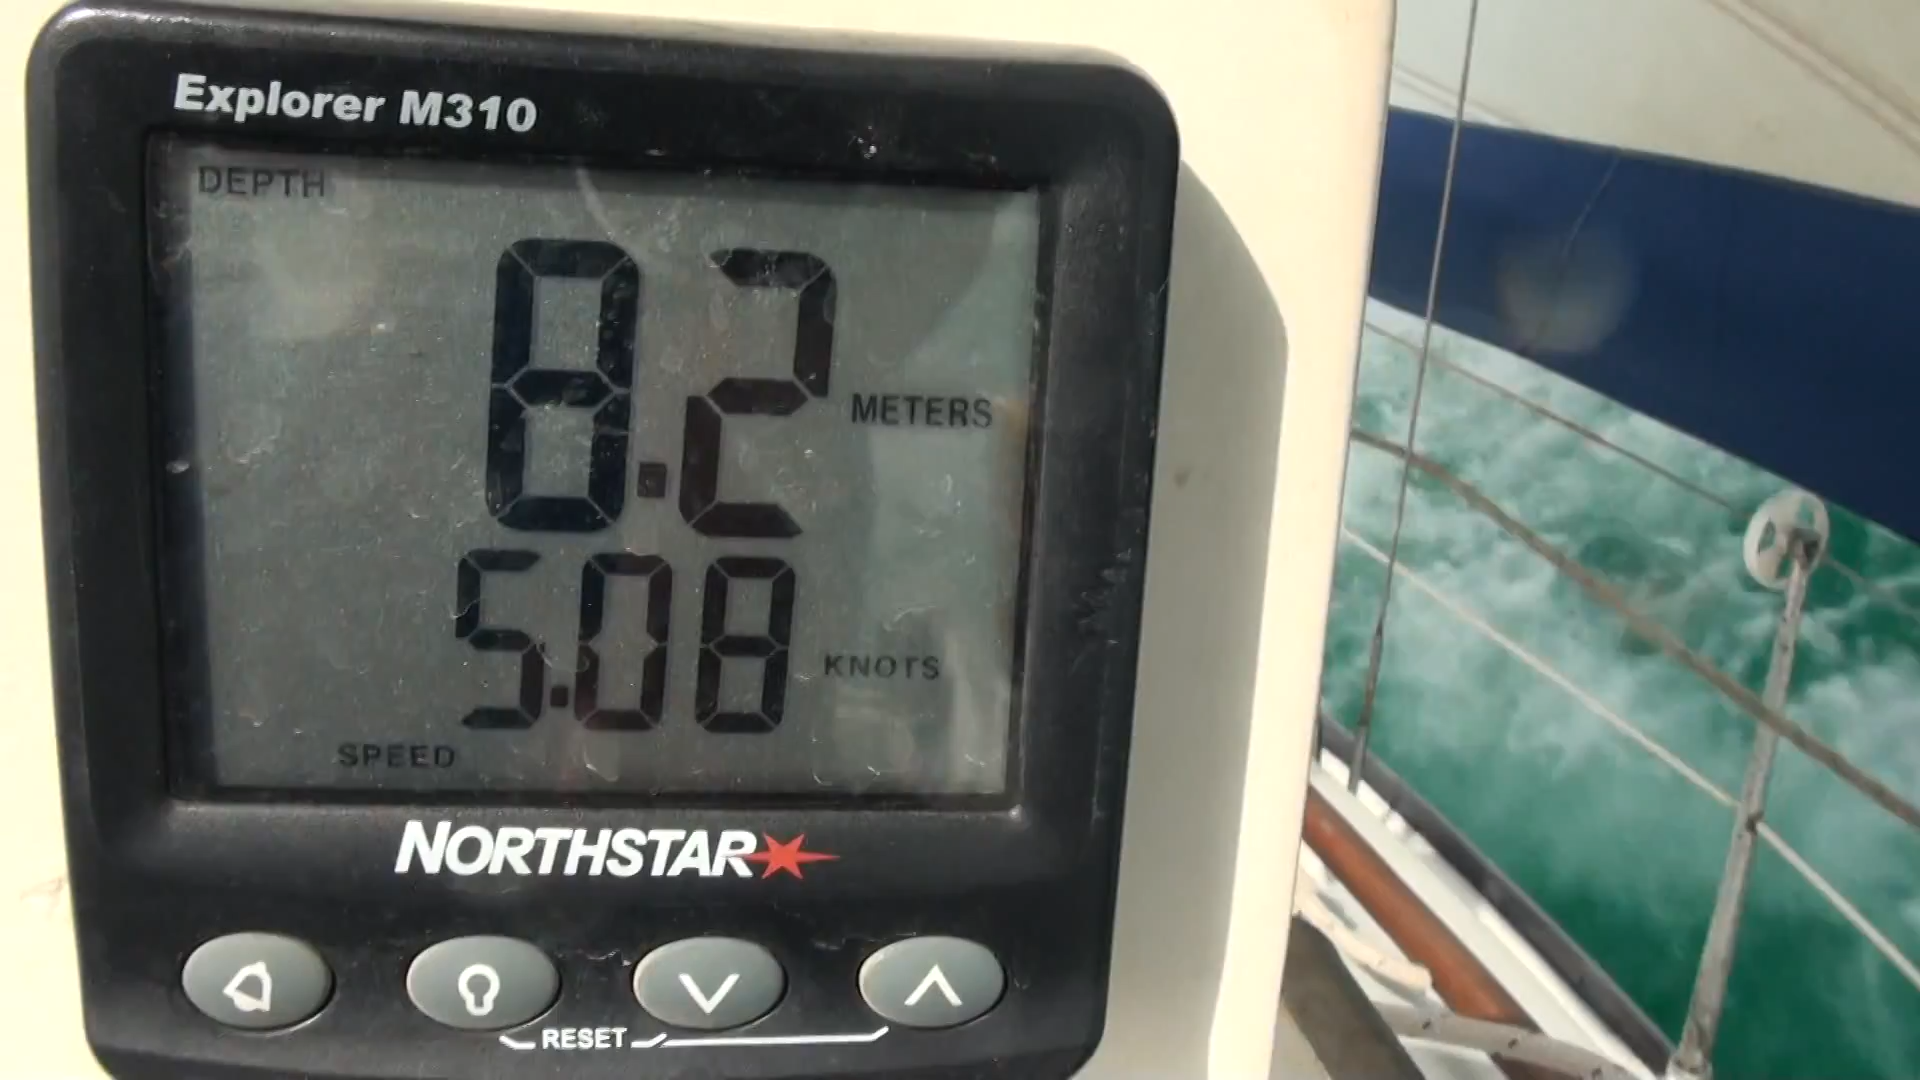 Explorer M310
DEPTH
8.2
METERS
5.08
KNOTS
SPEED
NORTHSTAR
RESET